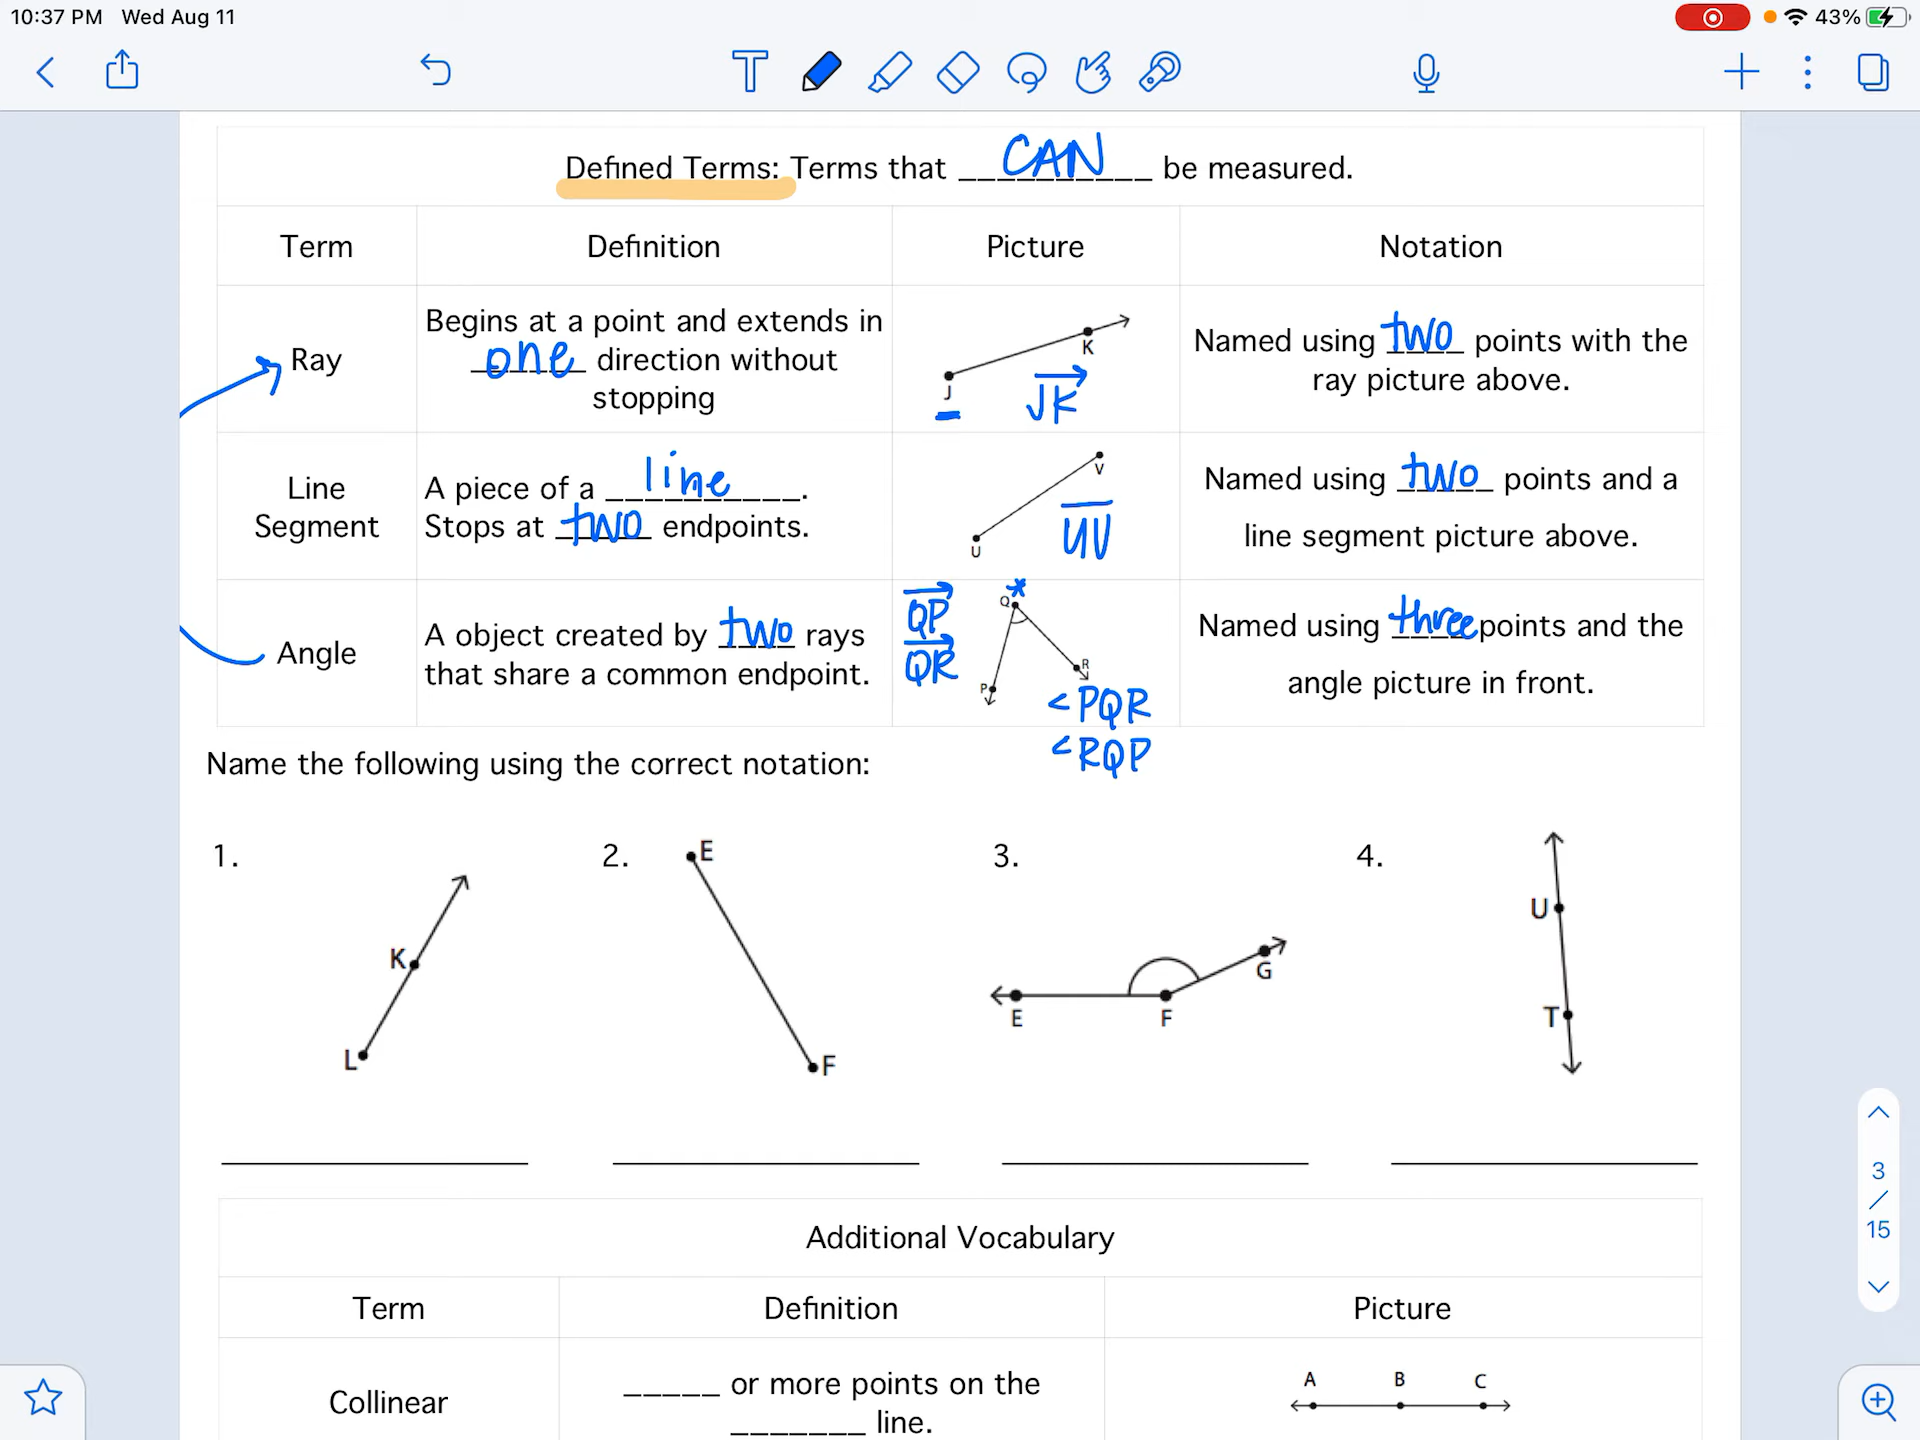 10:37 PM Wed Aug 11
43%
Defined Terms: Terms that __CAN__ be measured.
Term Definition Picture Notation
Begins at a point and extends in
Ray one direction without
stopping
K
J
JK
Named using two points with the
ray picture above.
Line
Segment
A piece of a line.
Stops at two endpoints.
V
U
UV
Named using two points and a
line segment picture above.
Angle
A object created by two rays
that share a common endpoint.
QP
QR
Q*
R
P
<PQR
<RQP
Named using three points and the
angle picture in front.
Name the following using the correct notation:
1. 2. 3. 4.
K
L
E
F
E F G
U
T
3
/
15
Additional Vocabulary
Term Definition Picture
Collinear
_____ or more points on the
_______ line.
A B C